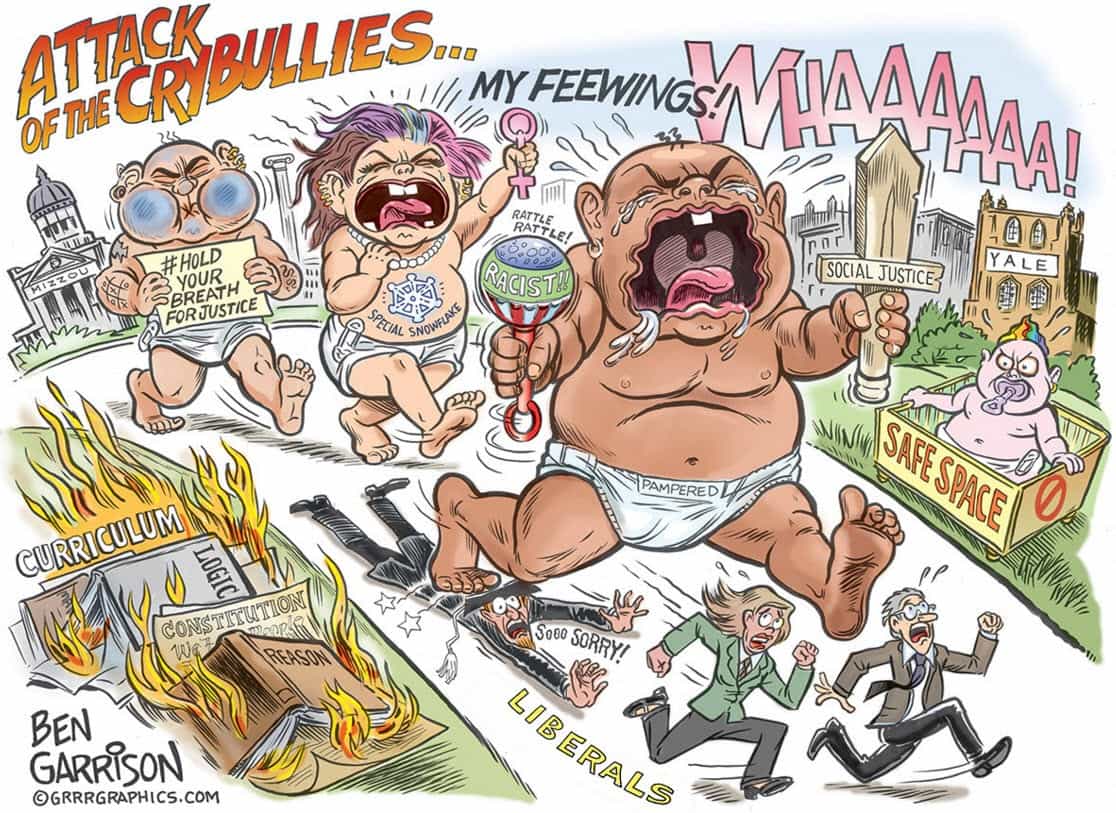 ATTACK
OF THE CRYBULLIES...
MY FEEWINGS!
WHAAAAAAA!
MIZZOU
#HOLD
YOUR
BREATH
FOR JUSTICE
SPECIAL SNOWFLAKE
RATTLE
RATTLE!
RACIST!!
SOCIAL JUSTICE
YALE
PAMPERED
SAFE SPACE
CURRICULUM
LOGIC
CONSTITUTION
REASON
SOOO SORRY!
LIBERALS
BEN
GARRISON
©GRRRGRAPHICS.COM